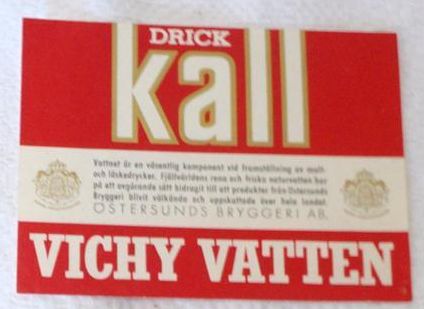 DRICK
kall
Vattnet är en väsentlig komponent vid framställning av malt-
och läskedrycker. Fjällvärldens rena och friska naturvatten har
på ett avgörande sätt bidragit till att produkter från Östersunds
Bryggeri blivit välkända och uppskattade över hela landet.
ÖSTERSUNDS BRYGGERI AB.
VICHY VATTEN